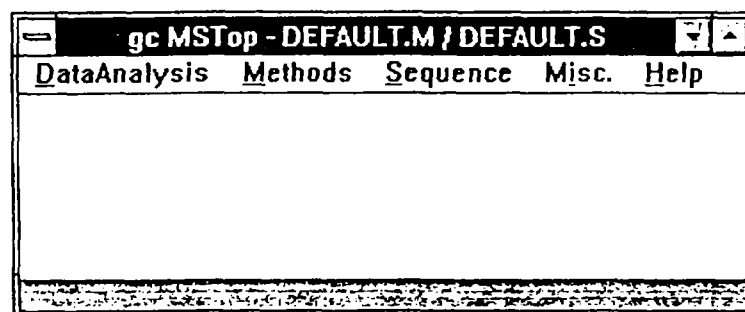 gc MSTop - DEFAULT.M / DEFAULT.S
DataAnalysis Methods Sequence Misc. Help